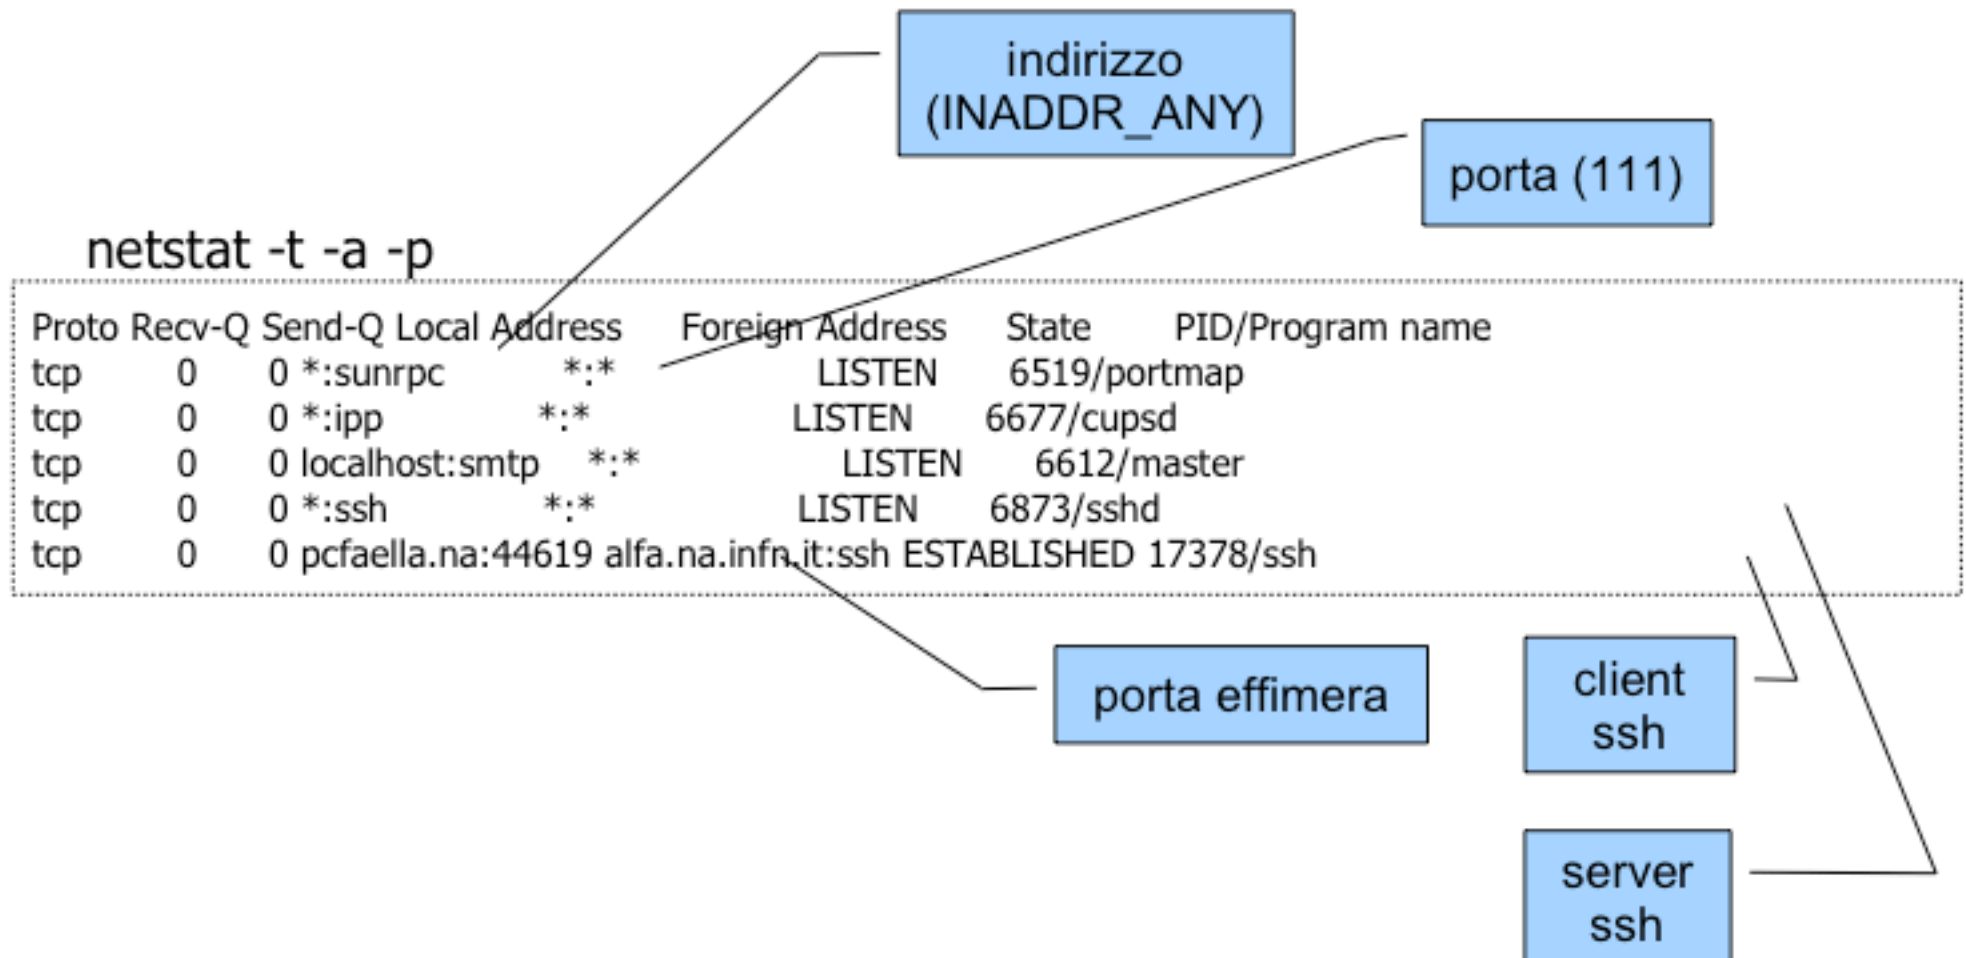 indirizzo
(INADDR_ANY)
porta (111)
netstat -t -a -p
Proto Recv-Q Send-Q Local Address Foreign Address State PID/Program name
tcp 0 0 *:sunrpc *:* LISTEN 6519/portmap
tcp 0 0 *:ipp *:* LISTEN 6677/cupsd
tcp 0 0 localhost:smtp *:* LISTEN 6612/master
tcp 0 0 *:ssh *:* LISTEN 6873/sshd
tcp 0 0 pcfaella.na:44619 alfa.na.infn.it:ssh ESTABLISHED 17378/ssh
porta effimera
client
ssh
server
ssh